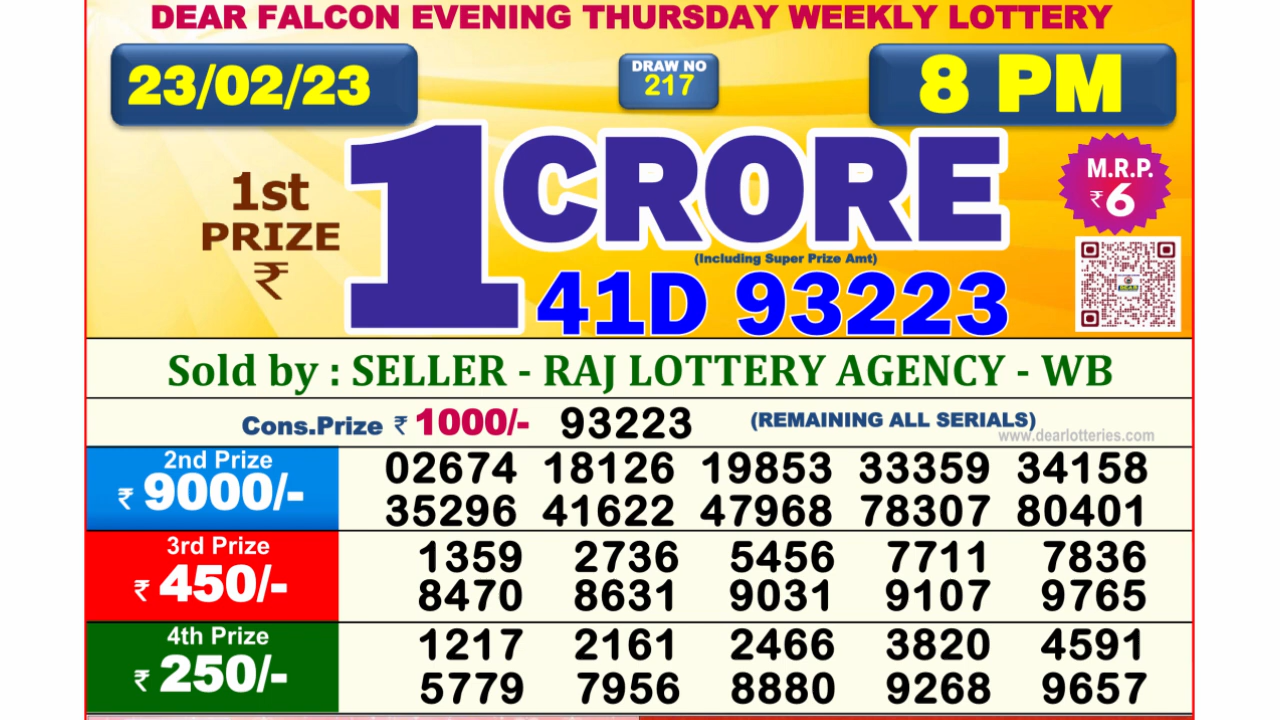 DEAR FALCON EVENING THURSDAY WEEKLY LOTTERY
23/02/23
DRAW NO
217
8 PM
1st
PRIZE
₹
1 CRORE
M.R.P.
₹ 6
(Including Super Prize Amt)
41D 93223
Sold by : SELLER - RAJ LOTTERY AGENCY - WB
Cons.Prize ₹ 1000/- 93223 (REMAINING ALL SERIALS)
www.dearlotteries.com
2nd Prize
₹ 9000/-
02674 18126 19853 33359 34158
35296 41622 47968 78307 80401
3rd Prize
₹ 450/-
1359 2736 5456 7711 7836
8470 8631 9031 9107 9765
4th Prize
₹ 250/-
1217 2161 2466 3820 4591
5779 7956 8880 9268 9657